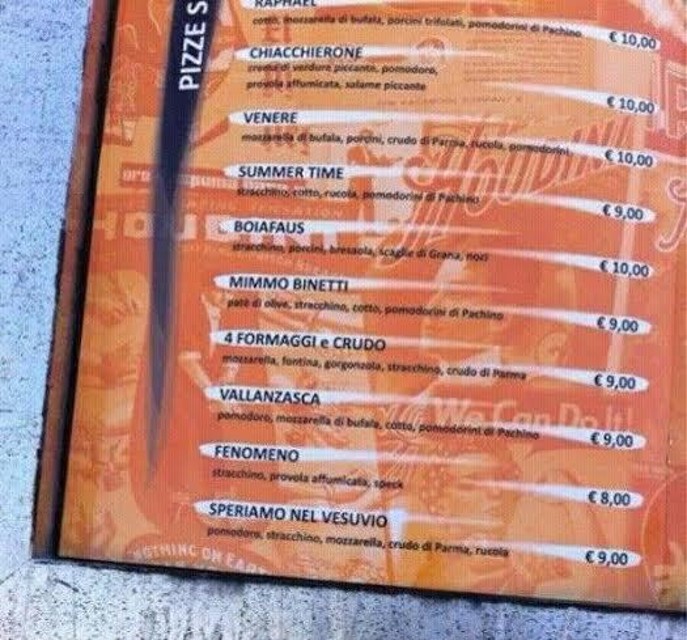 PIZZE S
RAPHAEL
cotto, mozzarella di bufala, porcini trifolati, pomodorini di Pachino
€ 10,00
CHIACCHIERONE
crema di verdure piccante, pomodoro,
provola affumicata, salame piccante
€ 10,00
VENERE
mozzarella di bufala, porcini, crudo di Parma, rucola, pomodorini
€ 10,00
SUMMER TIME
stracchino, cotto, rucola, pomodorini di Pachino
€ 9,00
BOIAFAUS
stracchino, porcini, bresaola, scaglie di Grana, noci
€ 10,00
MIMMO BINETTI
patè di olive, stracchino, cotto, pomodorini di Pachino
€ 9,00
4 FORMAGGI e CRUDO
mozzarella, fontina, gorgonzola, stracchino, crudo di Parma
€ 9,00
VALLANZASCA
We Can Do It!
pomodoro, mozzarella di bufala, cotto, pomodorini di Pachino
€ 9,00
FENOMENO
stracchino, provola affumicata, speck
€ 8,00
SPERIAMO NEL VESUVIO
pomodoro, stracchino, mozzarella, crudo di Parma, rucola
€ 9,00
NOTHING ON EAR
HOUDINI